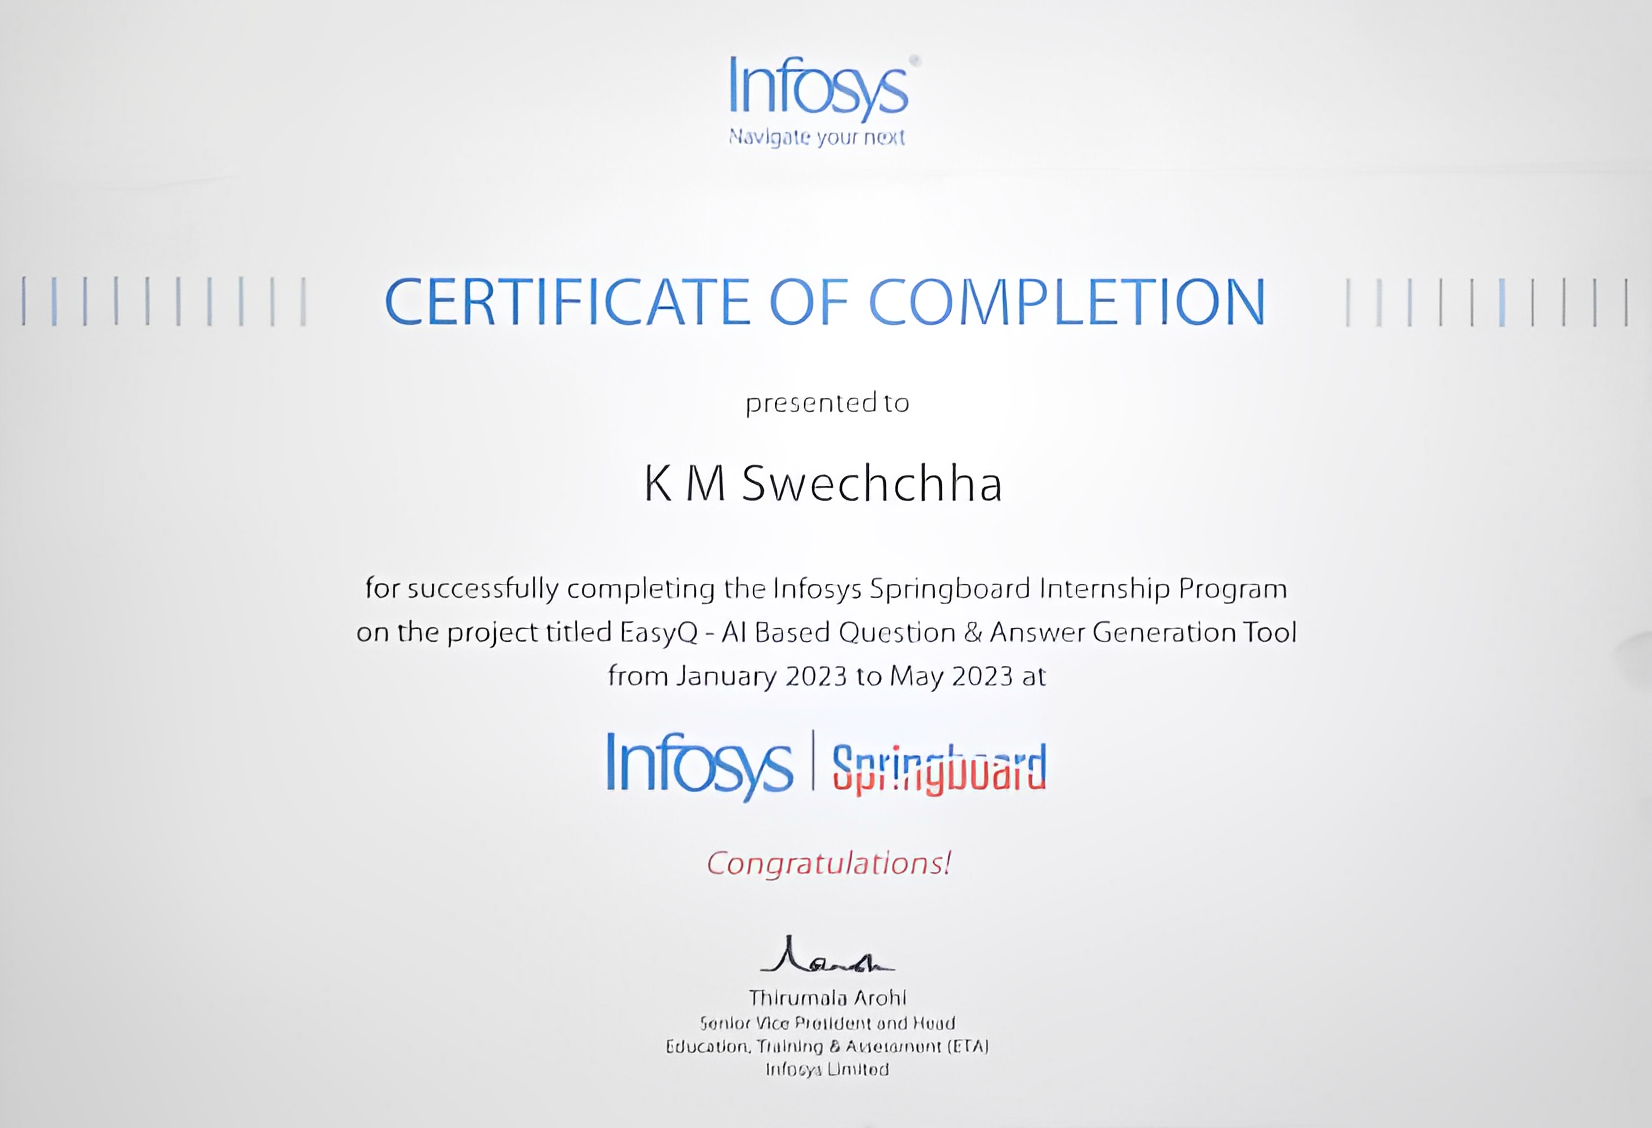 Infosys®
Navigate your next
CERTIFICATE OF COMPLETION
presented to
K M Swechchha
for successfully completing the Infosys Springboard Internship Program
on the project titled EasyQ - AI Based Question & Answer Generation Tool
from January 2023 to May 2023 at
Infosys | Springboard
Congratulations!
Thirumala Arohi
Senior Vice President and Head
Education, Training & Assessment (ETA)
Infosys Limited